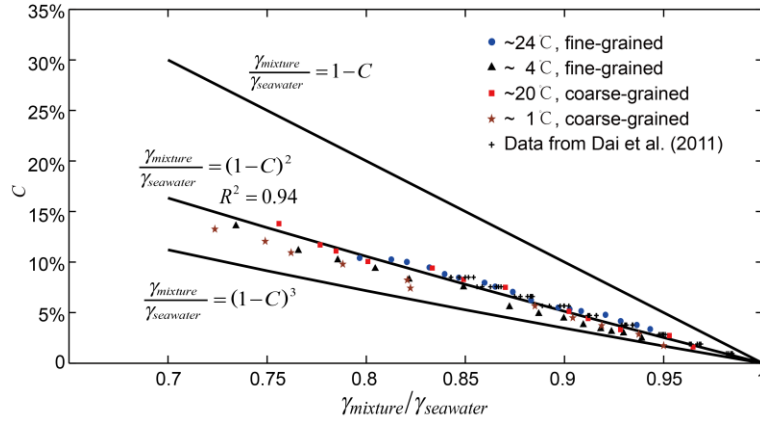 35%
30%
25%
20%
15%
10%
5%
0
C
γmixture/γseawater = 1−C
γmixture/γseawater = (1−C)²
R² = 0.94
γmixture/γseawater = (1−C)³
~24℃, fine-grained
~ 4℃, fine-grained
~20℃, coarse-grained
~ 1℃, coarse-grained
Data from Dai et al. (2011)
0.7 0.75 0.8 0.85 0.9 0.95 1
γmixture/γseawater